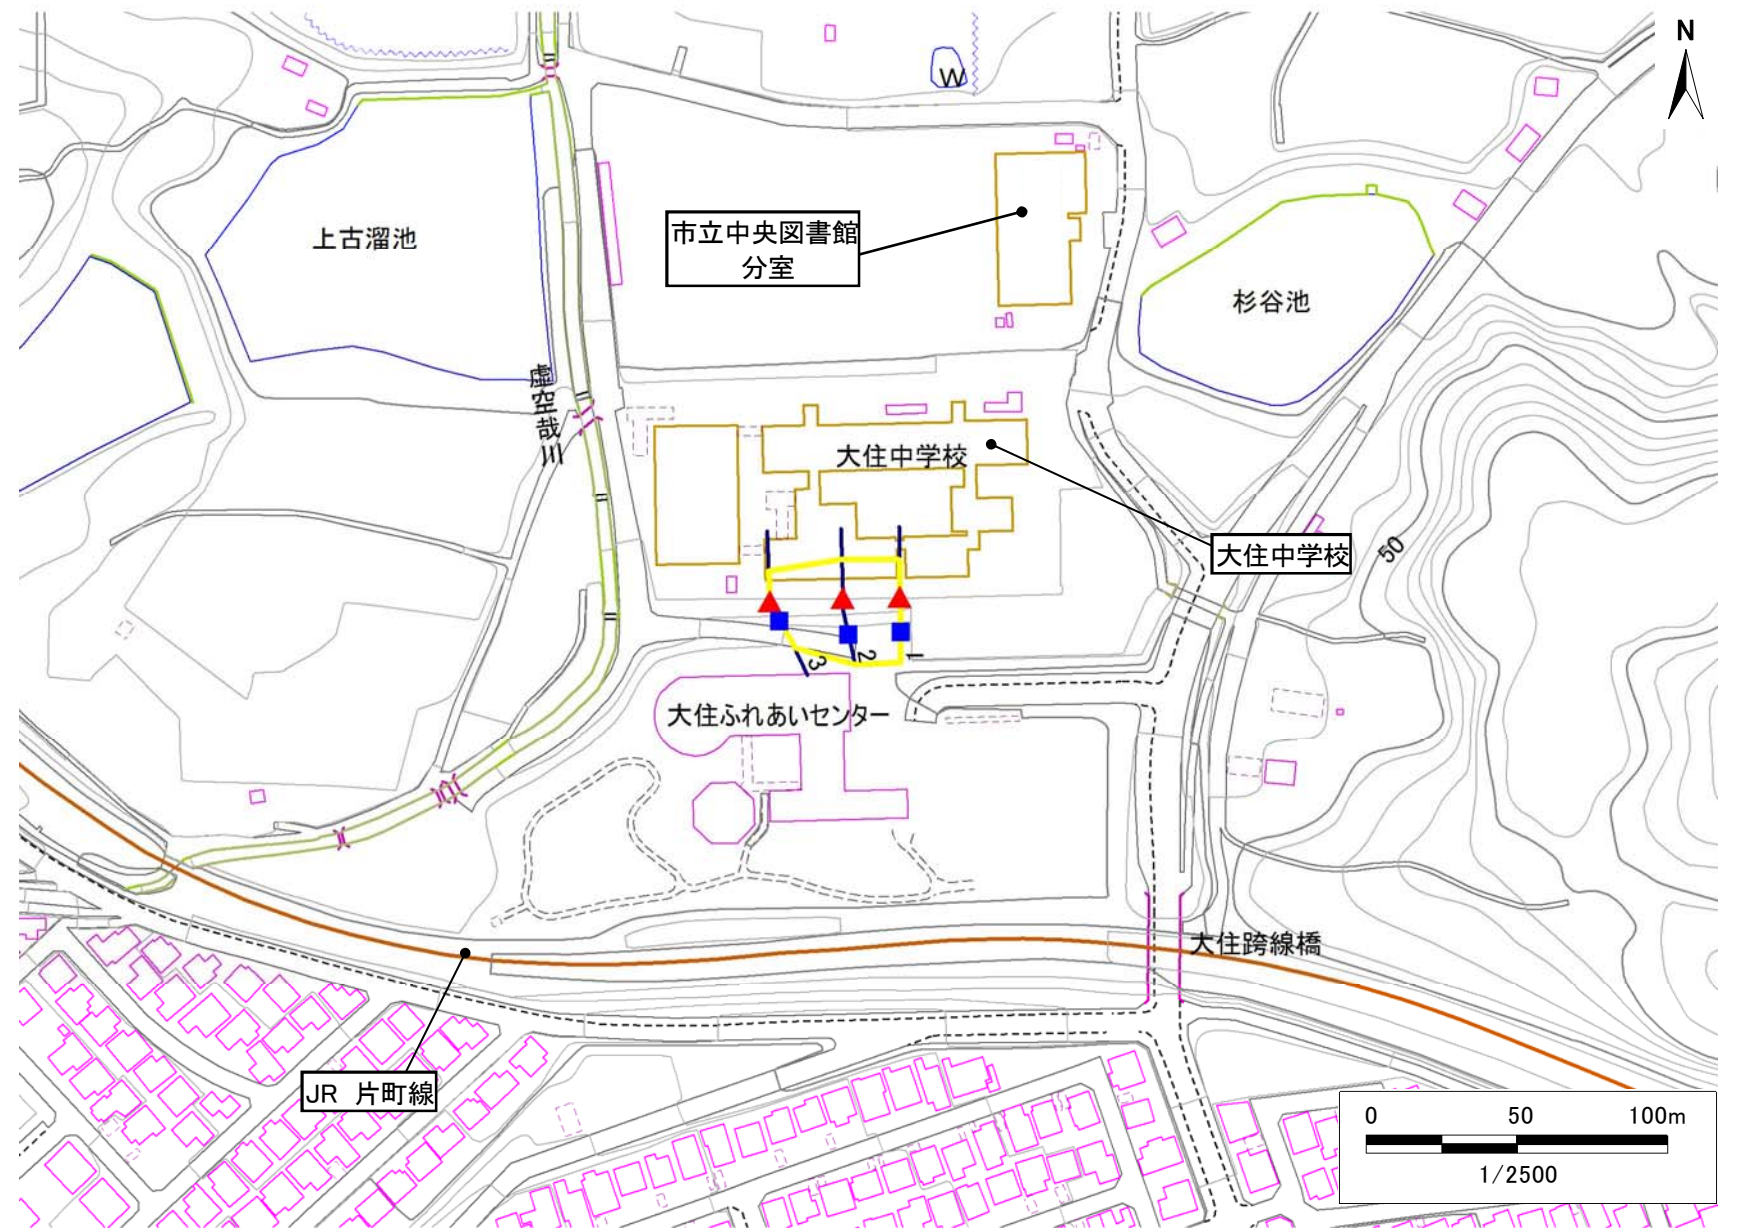 N
W
上古溜池
市立中央図書館
分室
杉谷池
虚空哉川
大住中学校
大住中学校
50
3
2
1
大住ふれあいセンター
大住跨線橋
JR 片町線
0 50 100m
1/2500